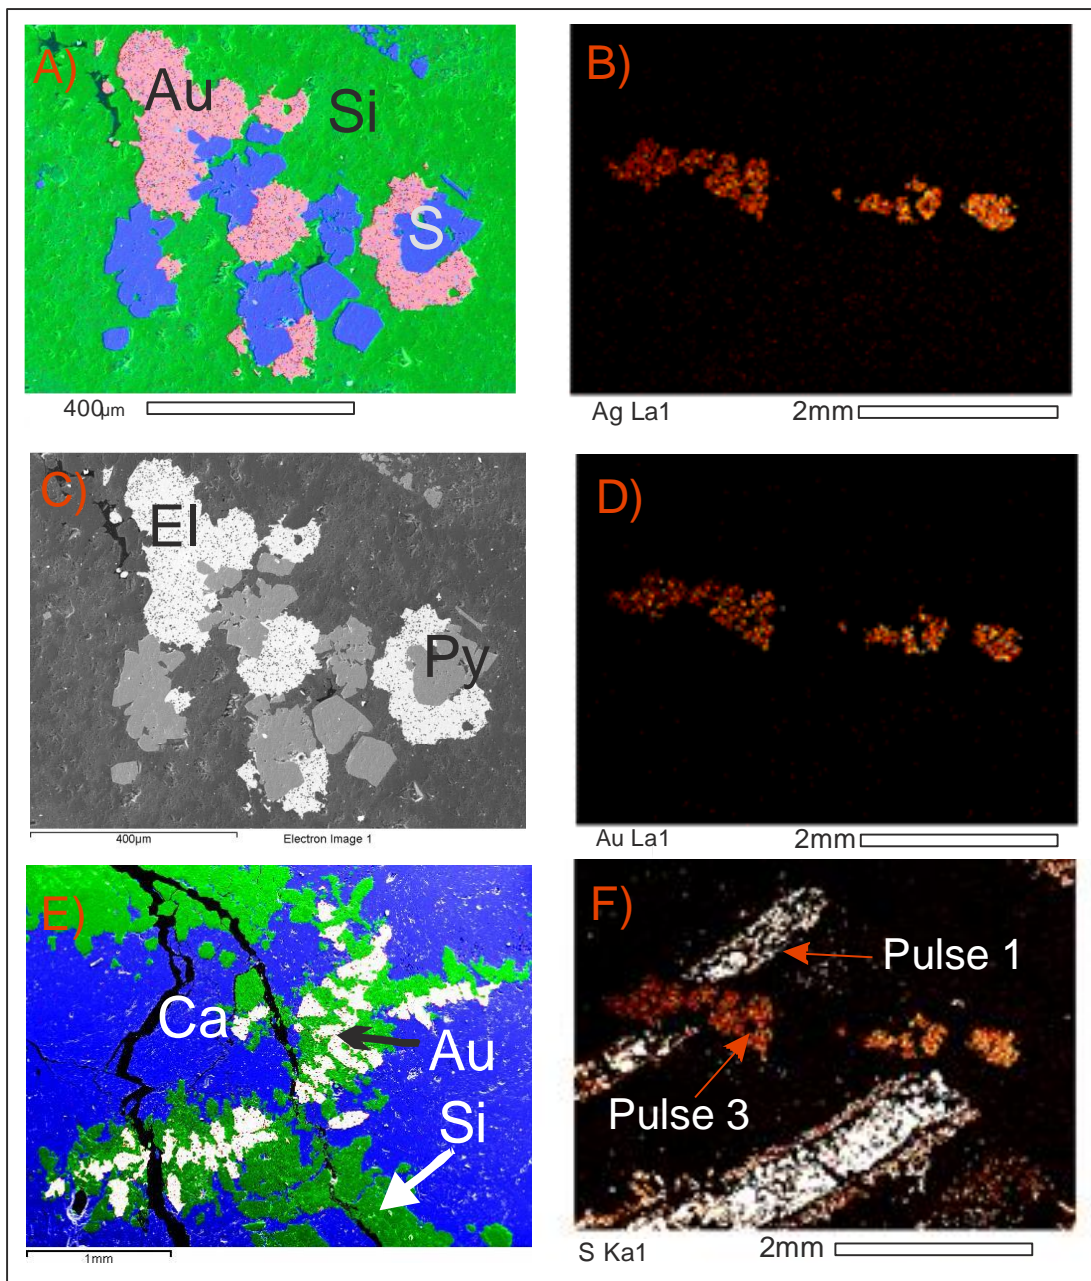 A)
Au
Si
S
400µm
B)
Ag La1
2mm
C)
El
Py
400µm
Electron Image 1
D)
Au La1
2mm
E)
Ca
Au
Si
1mm
F)
Pulse 1
Pulse 3
S Ka1
2mm